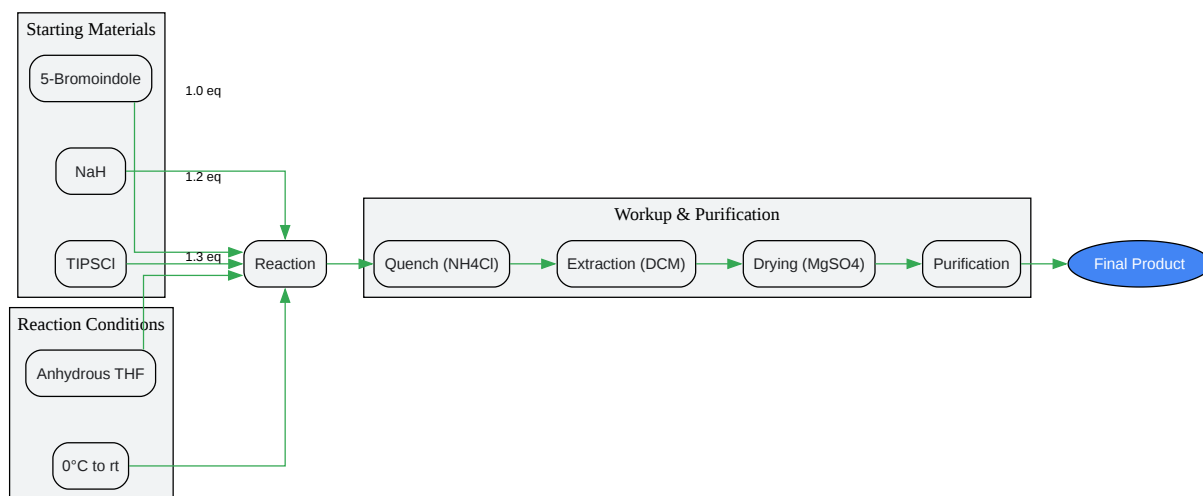 Starting Materials
5-Bromoindole
1.0 eq
NaH
1.2 eq
TIPSCl
1.3 eq
Reaction
Workup & Purification
Quench (NH4Cl)
Extraction (DCM)
Drying (MgSO4)
Purification
Final Product
Reaction Conditions
Anhydrous THF
0°C to rt